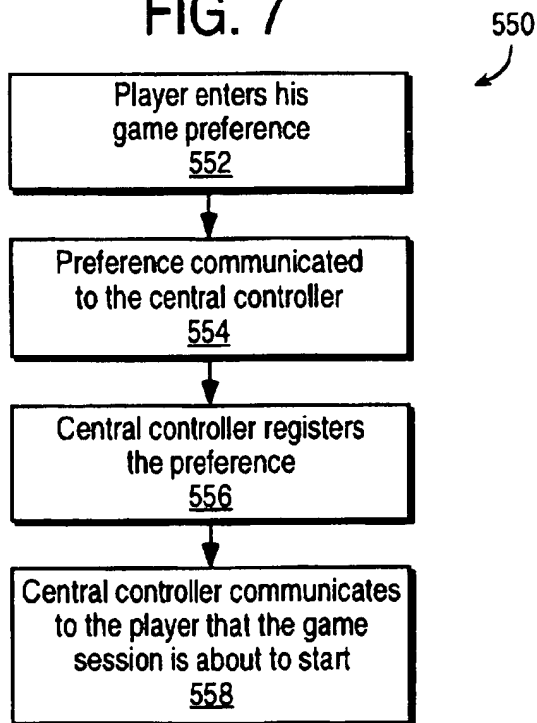 FIG. 7
550
Player enters his
game preference
552
Preference communicated
to the central controller
554
Central controller registers
the preference
556
Central controller communicates
to the player that the game
session is about to start
558